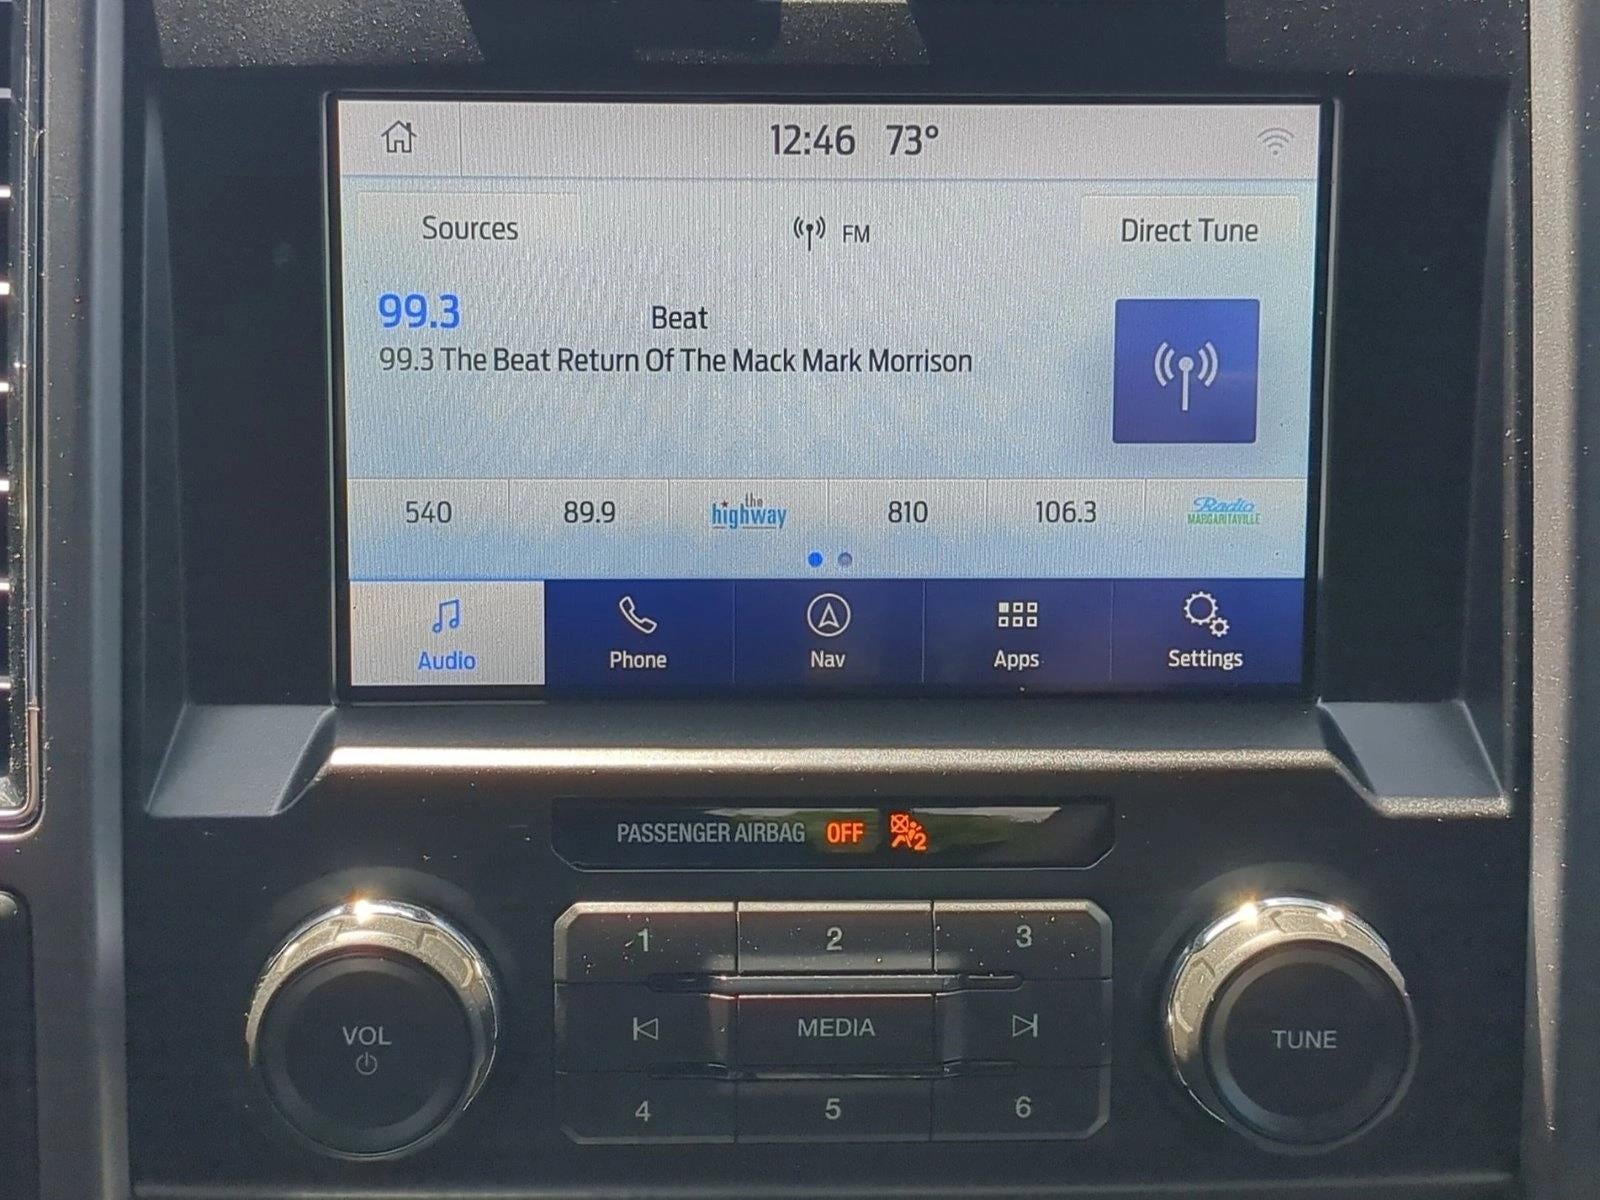 12:46 73°
Sources FM Direct Tune
99.3 Beat
99.3 The Beat Return Of The Mack Mark Morrison
540 89.9 the highway 810 106.3 Radio MARGARITAVILLE
Audio Phone Nav Apps Settings
PASSENGER AIRBAG OFF 2
1 2 3
VOL MEDIA TUNE
4 5 6